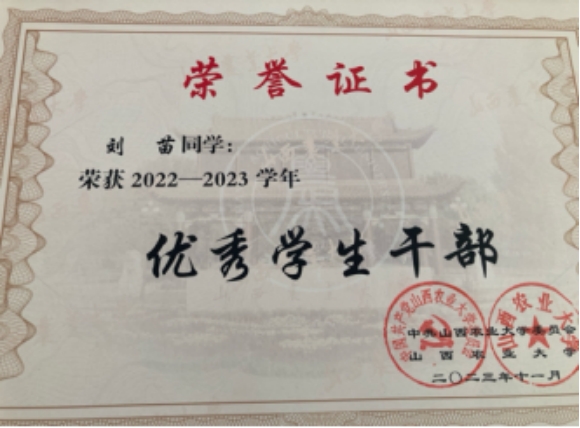 荣誉证书
刘 苗同学：
荣获 2022—2023 学年
优秀学生干部
中共山西农业大学委员会
山西农业大学
二〇二三年十一月